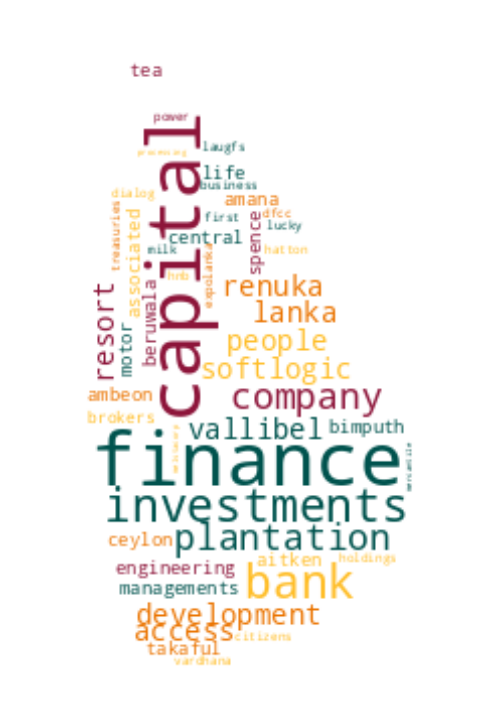 tea
power
capital
laugfs
processing
life
business
dialog
amana
treasuries
associated
first
spence
dfcc
lucky
central
milk
expolanka
hatton
hnb
beruwala
renuka
resort
motor
lanka
people
softlogic
ambeon
company
brokers
vallibel
bimputh
finance
mercantile
investments
ceylon
plantation
aitken
holdings
engineering
managements
bank
development
access
citizens
takaful
vardhana